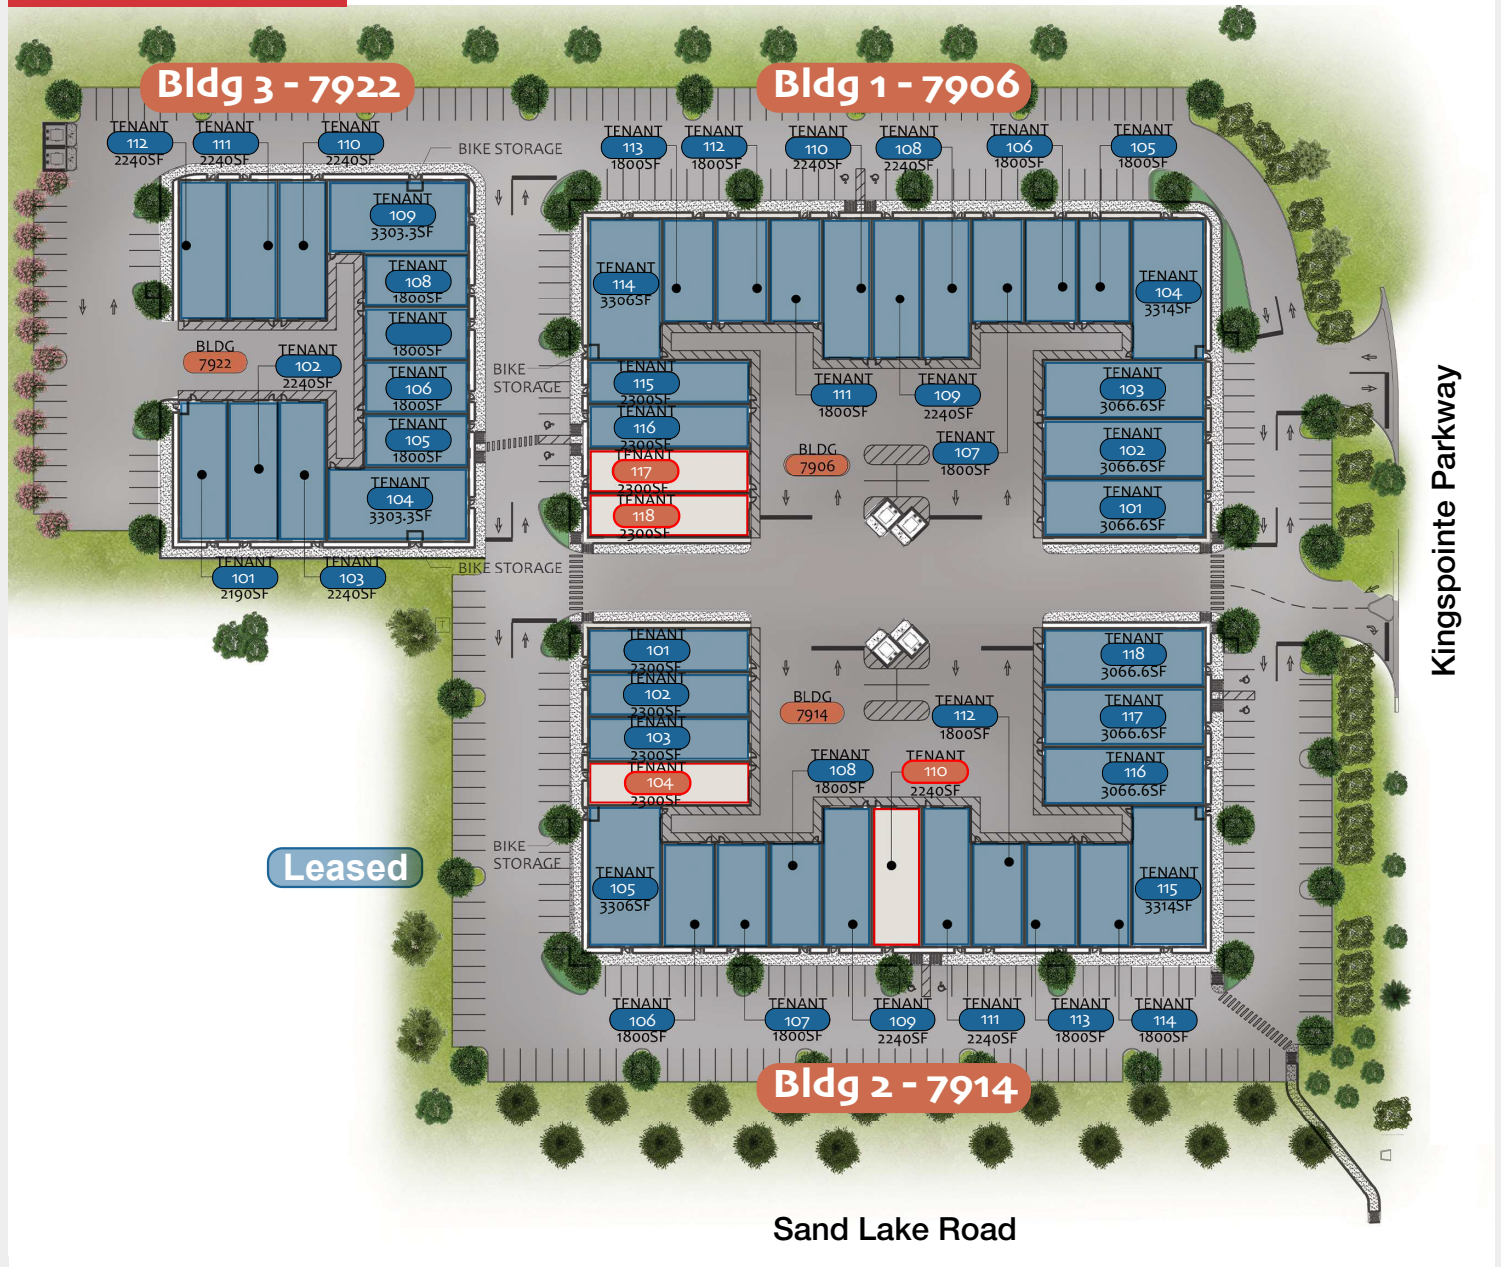 Bldg 3 - 7922
Bldg 1 - 7906
TENANT
112
2240SF
TENANT
111
2240SF
TENANT
110
2240SF
BIKE STORAGE
TENANT
113
1800SF
TENANT
112
1800SF
TENANT
110
2240SF
TENANT
108
2240SF
TENANT
106
1800SF
TENANT
105
1800SF
TENANT
109
3303.3SF
TENANT
108
1800SF
TENANT
1800SF
TENANT
106
1800SF
TENANT
105
1800SF
TENANT
104
3303.3SF
BLDG
7922
TENANT
102
2240SF
TENANT
101
2190SF
TENANT
103
2240SF
BIKE STORAGE
BIKE
STORAGE
TENANT
114
3306SF
TENANT
104
3314SF
TENANT
115
2300SF
TENANT
116
2300SF
TENANT
117
2300SF
TENANT
118
2300SF
TENANT
111
1800SF
TENANT
109
2240SF
BLDG
7906
TENANT
107
1800SF
TENANT
103
3066.6SF
TENANT
102
3066.6SF
TENANT
101
3066.6SF
Kingspointe Parkway
T
TENANT
101
2300SF
TENANT
102
2300SF
TENANT
103
2300SF
TENANT
104
2300SF
BLDG
7914
TENANT
112
1800SF
TENANT
108
1800SF
TENANT
110
2240SF
TENANT
118
3066.6SF
TENANT
117
3066.6SF
TENANT
116
3066.6SF
BIKE
STORAGE
Leased
TENANT
105
3306SF
TENANT
115
3314SF
TENANT
106
1800SF
TENANT
107
1800SF
TENANT
109
2240SF
TENANT
111
2240SF
TENANT
113
1800SF
TENANT
114
1800SF
Bldg 2 - 7914
Sand Lake Road